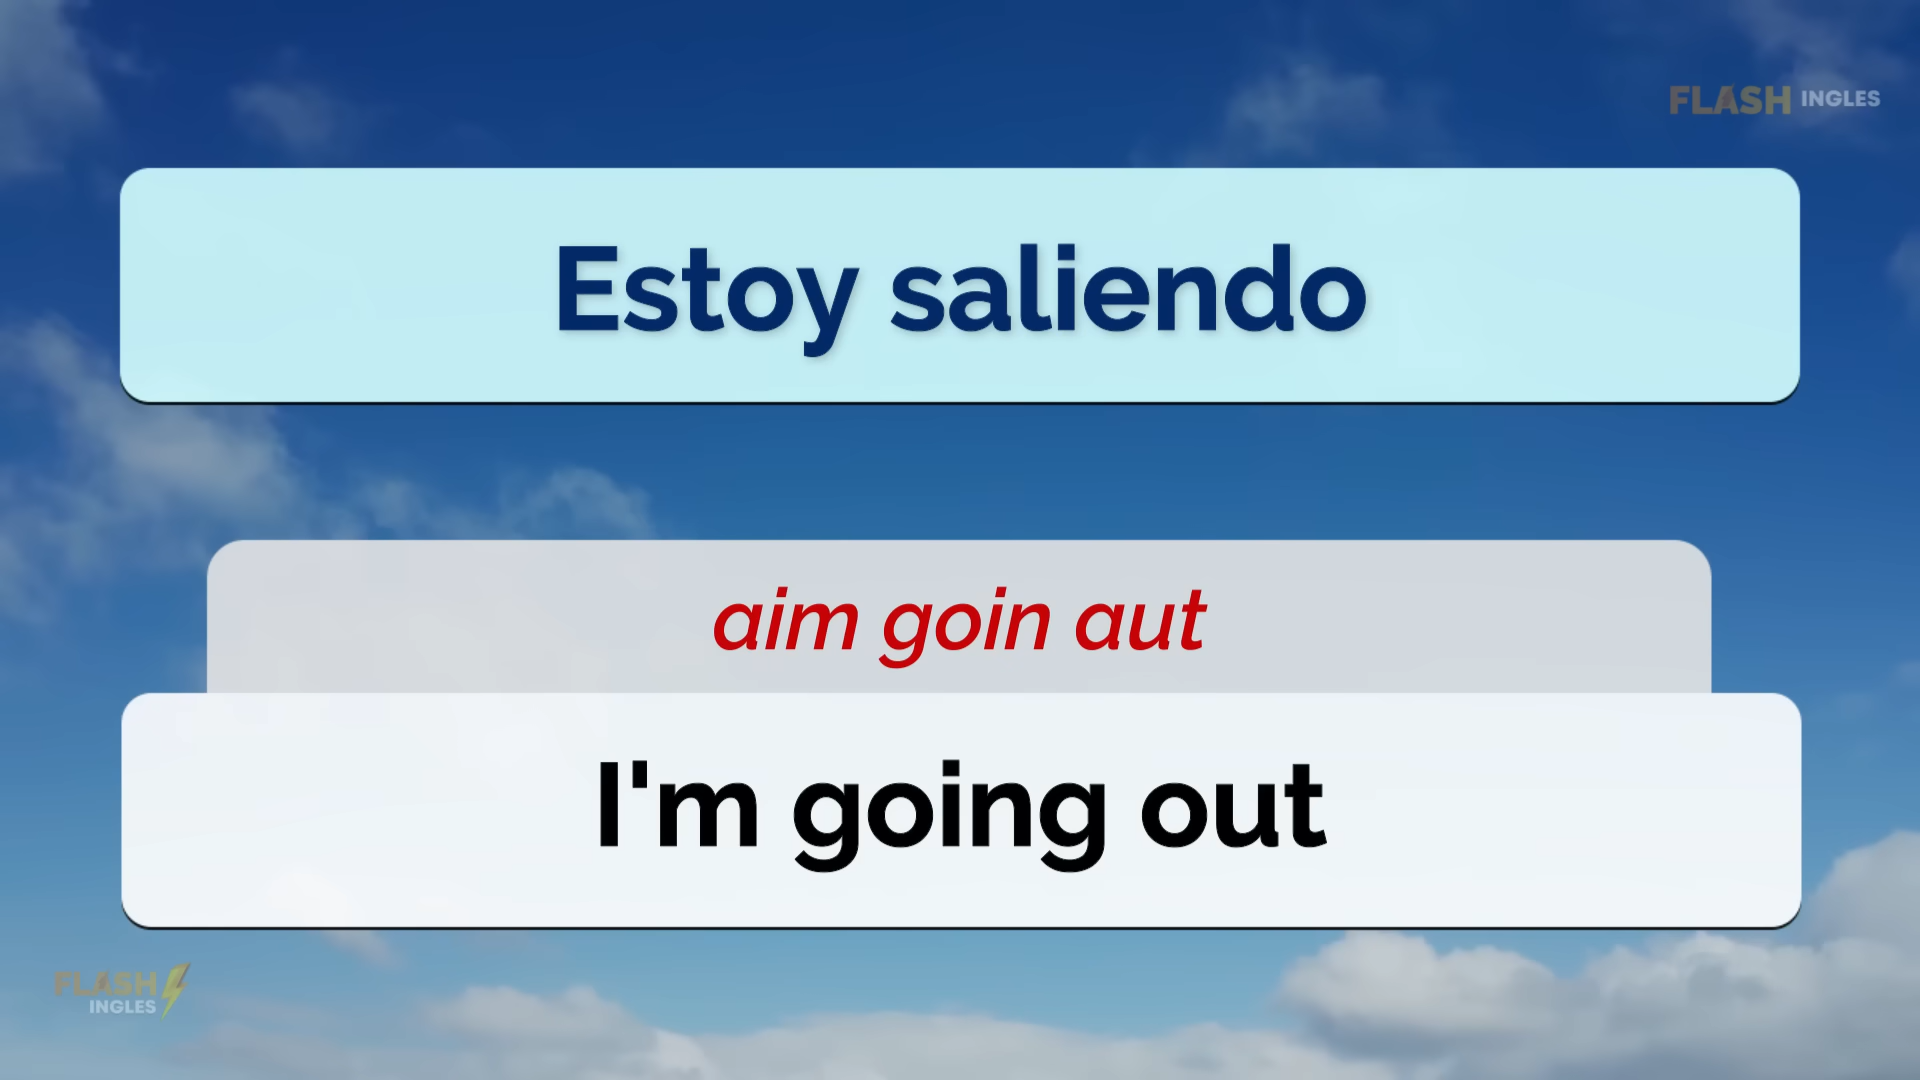 FLASH INGLES
Estoy saliendo
aim goin aut
I'm going out
FLASH
INGLES